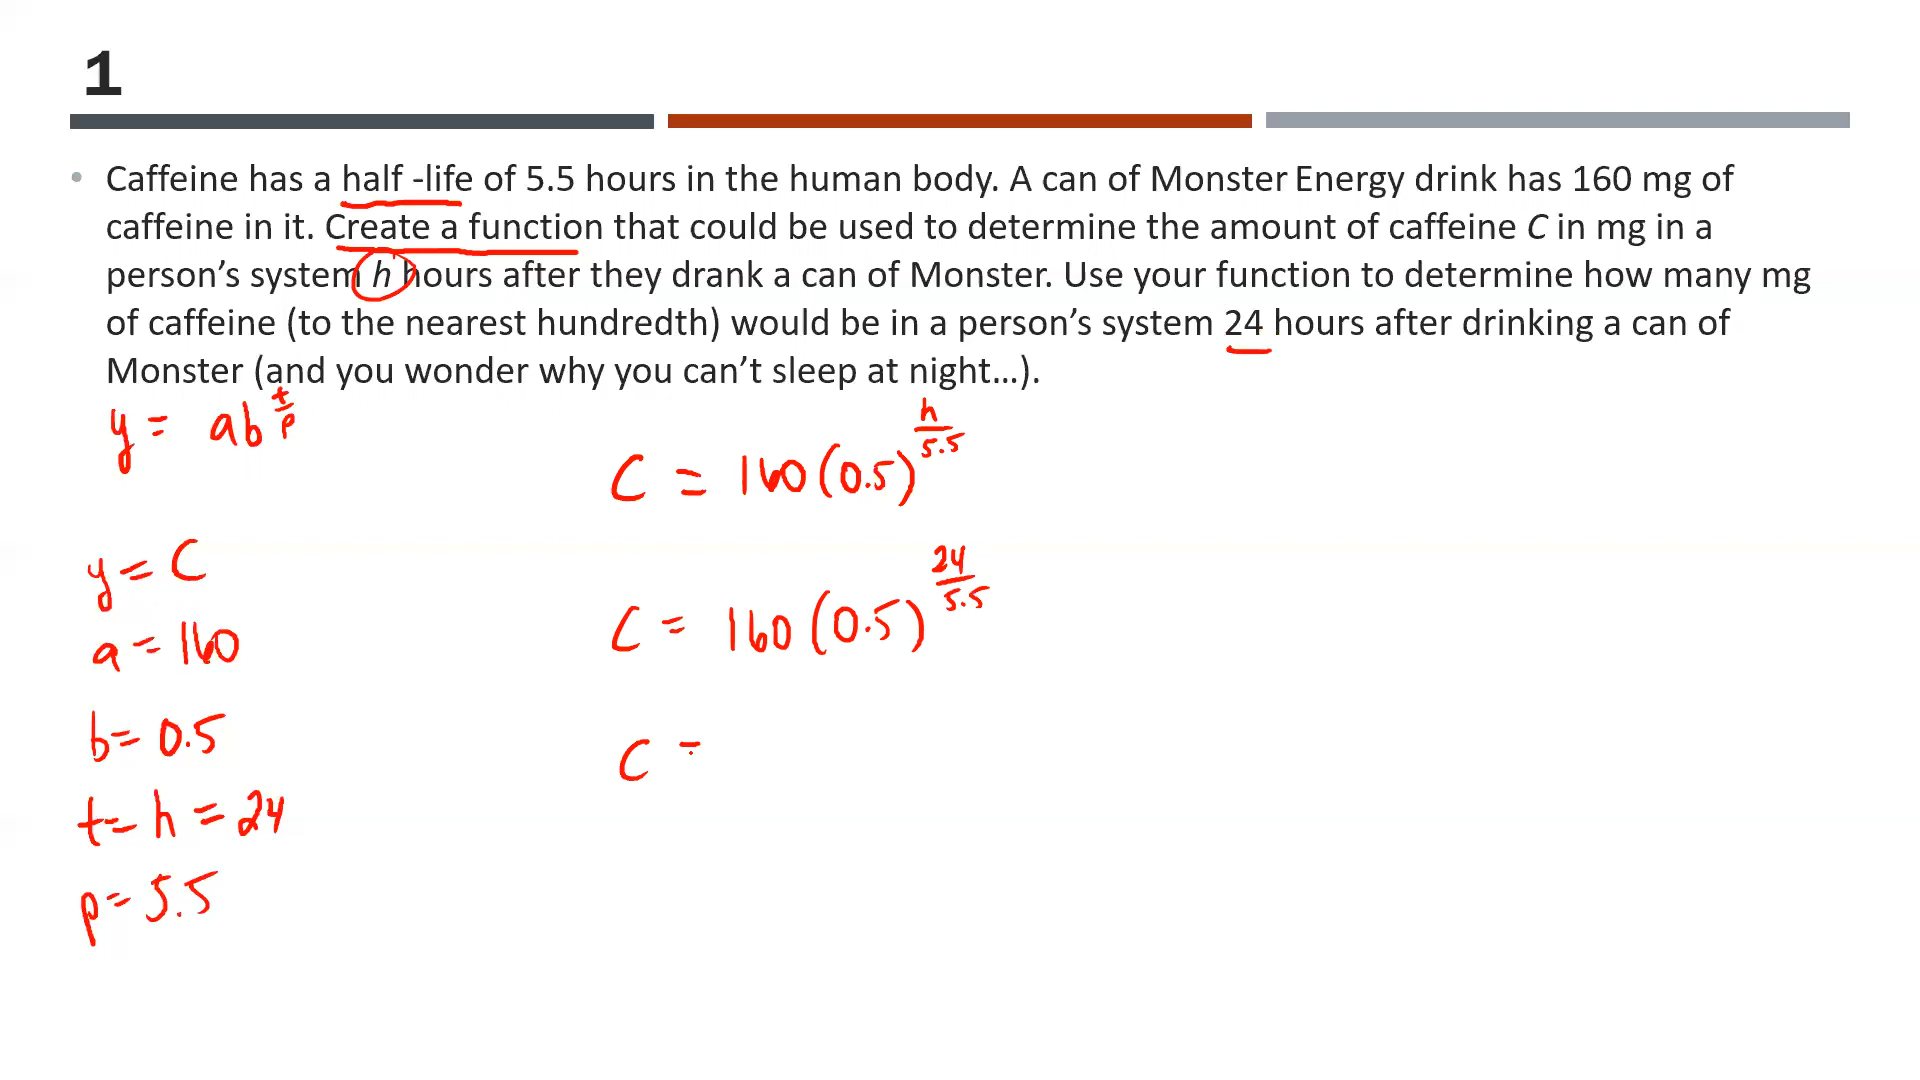 1
• Caffeine has a half -life of 5.5 hours in the human body. A can of Monster Energy drink has 160 mg of
caffeine in it. Create a function that could be used to determine the amount of caffeine C in mg in a
person’s system h hours after they drank a can of Monster. Use your function to determine how many mg
of caffeine (to the nearest hundredth) would be in a person’s system 24 hours after drinking a can of
Monster (and you wonder why you can’t sleep at night…).
y = ab^(t/p)
C = 160(0.5)^(h/5.5)
y = C
a = 160
C = 160(0.5)^(24/5.5)
b = 0.5
C =
t = h = 24
p = 5.5